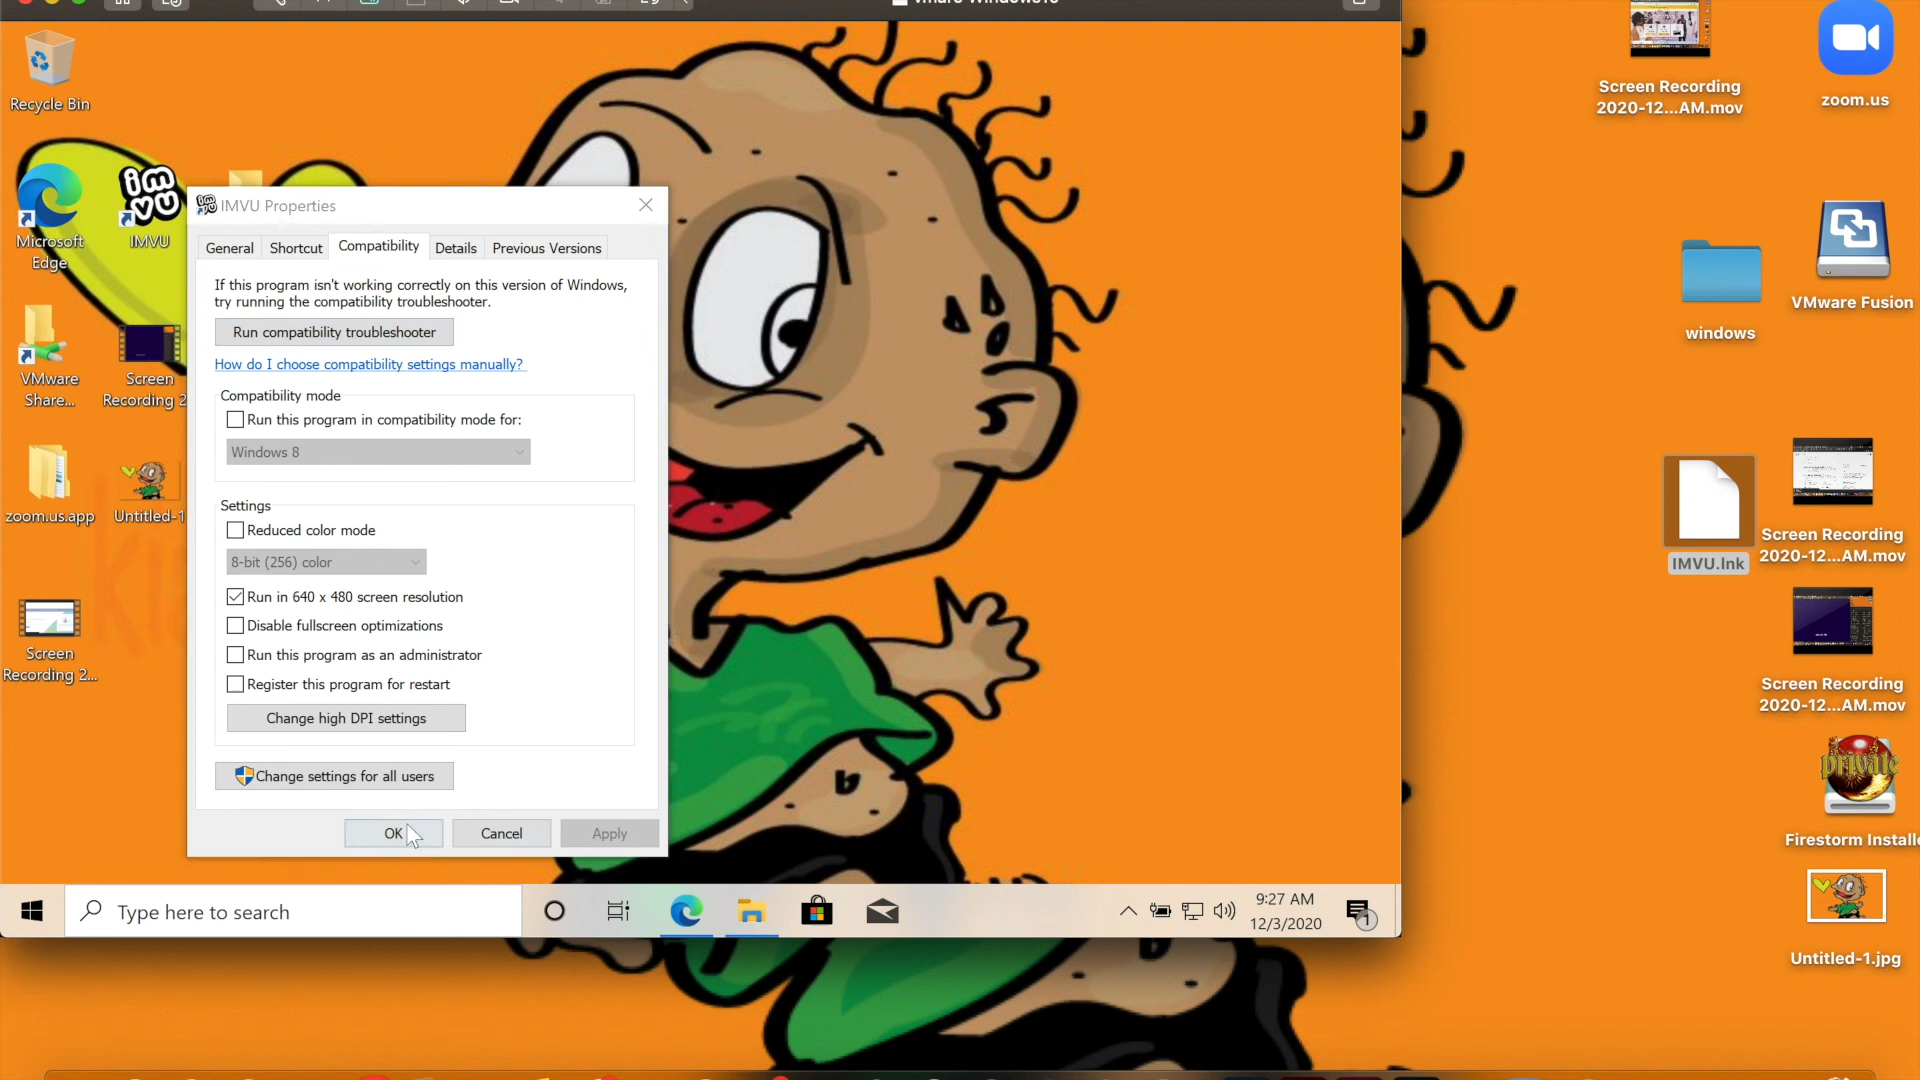 Recycle Bin
Microsoft
Edge
IMVU
VMware
Share...
Screen
Recording 2
zoom.us.app
Untitled-1
Screen
Recording 2...
IMVU Properties
General
Shortcut
Compatibility
Details
Previous Versions
If this program isn't working correctly on this version of Windows,
try running the compatibility troubleshooter.
Run compatibility troubleshooter
How do I choose compatibility settings manually?
Compatibility mode
Run this program in compatibility mode for:
Windows 8
Settings
Reduced color mode
8-bit (256) color
Run in 640 x 480 screen resolution
Disable fullscreen optimizations
Run this program as an administrator
Register this program for restart
Change high DPI settings
Change settings for all users
OK
Cancel
Apply
Type here to search
9:27 AM
12/3/2020
1
Screen Recording
2020-12...AM.mov
zoom.us
windows
VMware Fusion
IMVU.lnk
Screen Recording
2020-12...AM.mov
Screen Recording
2020-12...AM.mov
private
Firestorm Installe
Untitled-1.jpg